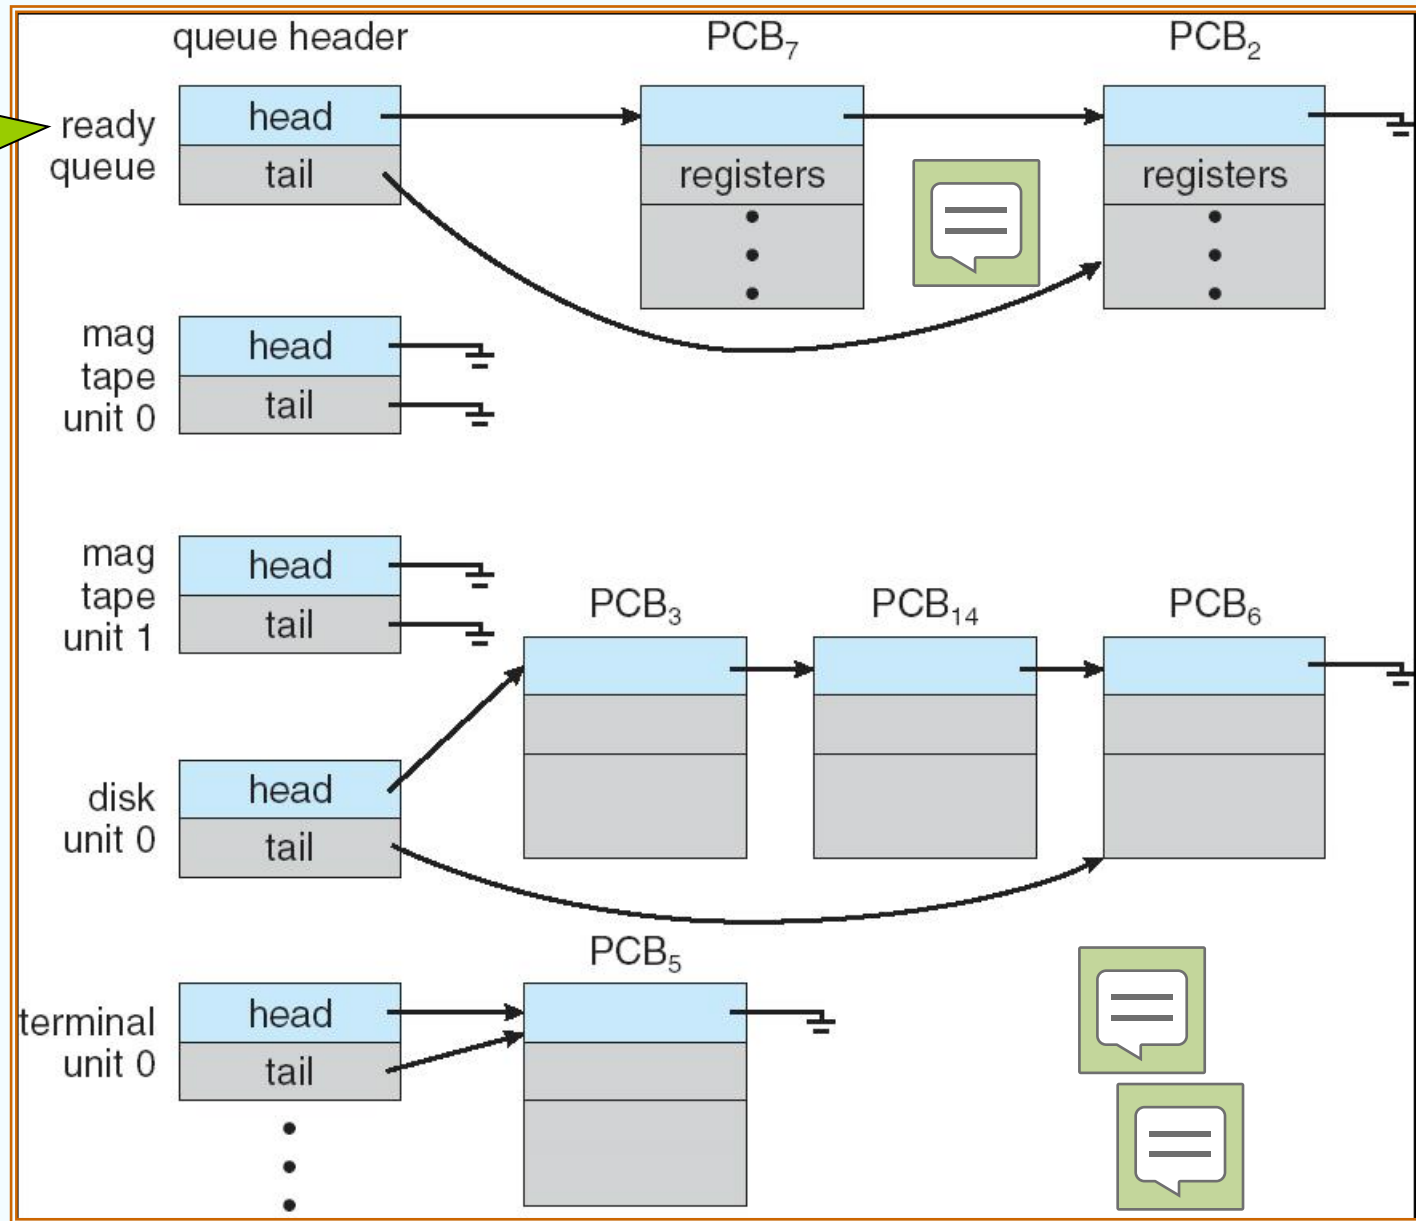 queue header
PCB7
PCB2
ready
queue
head
tail
registers
registers
mag
tape
unit 0
head
tail
mag
tape
unit 1
head
tail
PCB3
PCB14
PCB6
disk
unit 0
head
tail
PCB5
terminal
unit 0
head
tail